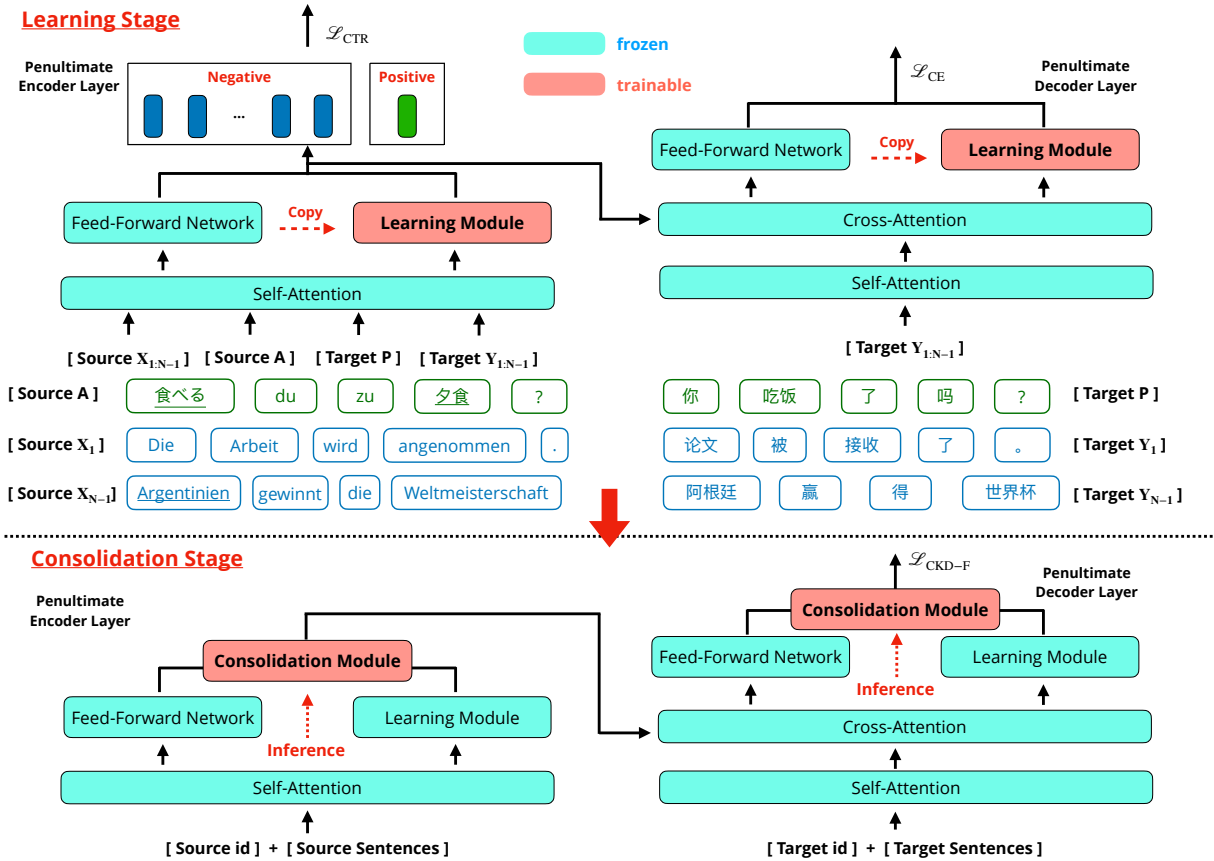 Learning Stage
ℒCTR
frozen
trainable
Penultimate
Encoder Layer
Negative
Positive
...
Feed-Forward Network
Copy
Learning Module
Self-Attention
[ Source X1:N−1 ] [ Source A ] [ Target P ] [ Target Y1:N−1 ]
ℒCE
Penultimate
Decoder Layer
Feed-Forward Network
Copy
Learning Module
Cross-Attention
Self-Attention
[ Target Y1:N−1 ]
[ Source A ] 食べる du zu 夕食 ?
[ Source X1 ] Die Arbeit wird angenommen .
[ Source XN−1] Argentinien gewinnt die Weltmeisterschaft
你 吃饭 了 吗 ? [ Target P ]
论文 被 接收 了 。 [ Target Y1 ]
阿根廷 赢 得 世界杯 [ Target YN−1 ]
Consolidation Stage
Penultimate
Encoder Layer
Consolidation Module
Feed-Forward Network
Learning Module
Inference
Self-Attention
[ Source id ] + [ Source Sentences ]
ℒCKD−F
Penultimate
Decoder Layer
Consolidation Module
Feed-Forward Network
Learning Module
Inference
Cross-Attention
Self-Attention
[ Target id ] + [ Target Sentences ]